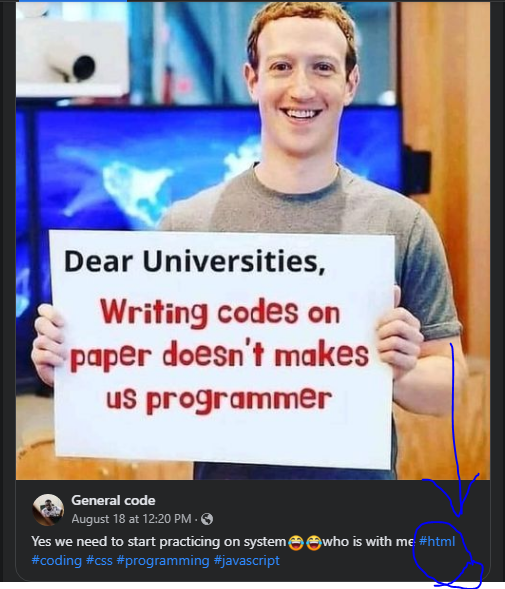 Dear Universities,
Writing codes on
paper doesn't makes
us programmer
General code
August 18 at 12:20 PM ·
Yes we need to start practicing on system😂😂who is with me #html
#coding #css #programming #javascript